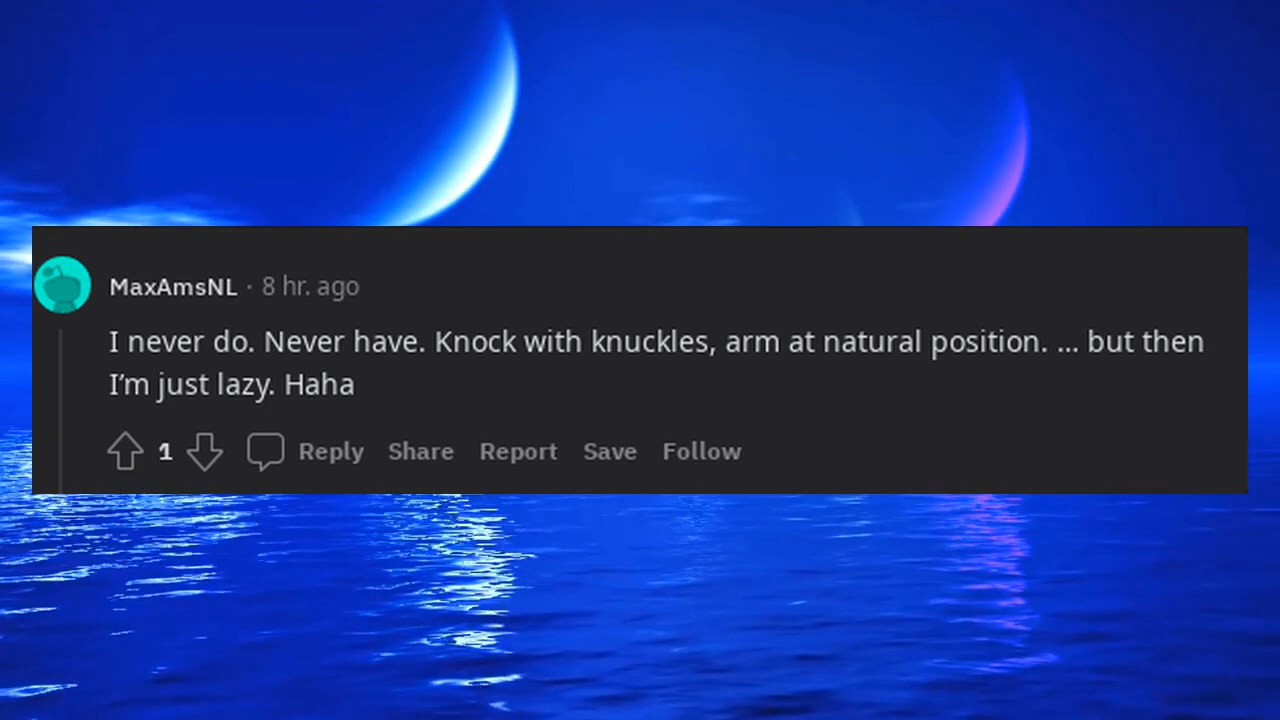 MaxAmsNL · 8 hr. ago
I never do. Never have. Knock with knuckles, arm at natural position. ... but then
I’m just lazy. Haha
1 Reply Share Report Save Follow